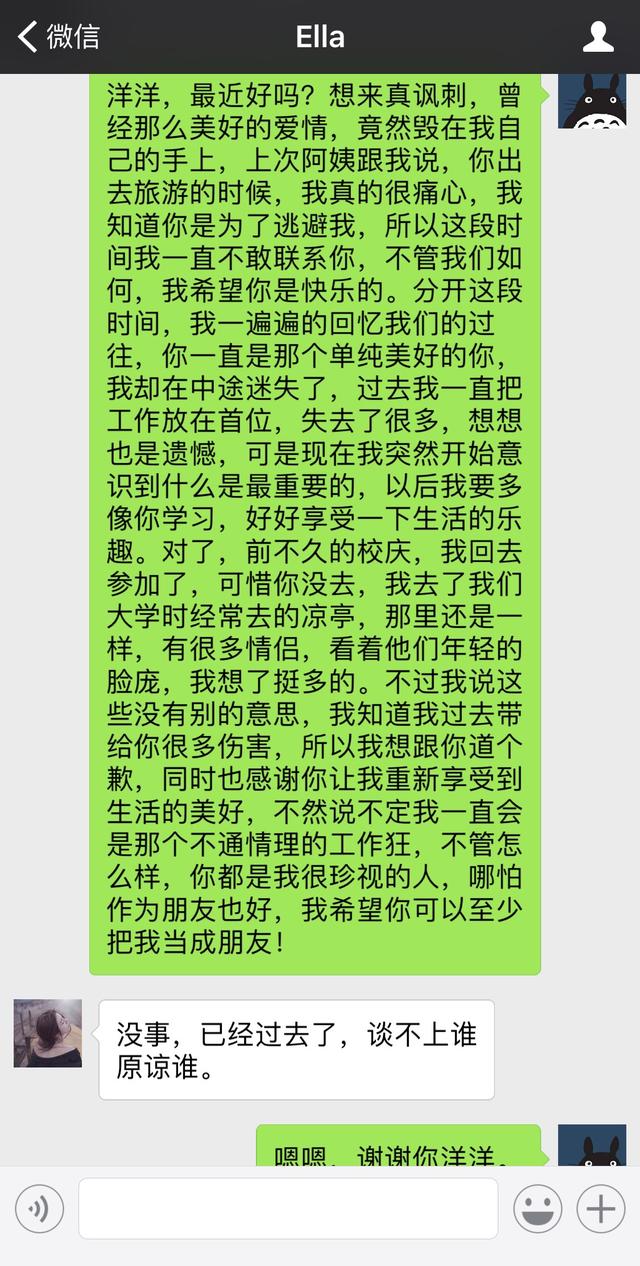 微信
Ella
洋洋，最近好吗？想来真讽刺，曾
经那么美好的爱情，竟然毁在我自
己的手上，上次阿姨跟我说，你出
去旅游的时候，我真的很痛心，我
知道你是为了逃避我，所以这段时
间我一直不敢联系你，不管我们如
何，我希望你是快乐的。分开这段
时间，我一遍遍的回忆我们的过
往，你一直是那个单纯美好的你，
我却在中途迷失了，过去我一直把
工作放在首位，失去了很多，想想
也是遗憾，可是现在我突然开始意
识到什么是最重要的，以后我要多
像你学习，好好享受一下生活的乐
趣。对了，前不久的校庆，我回去
参加了，可惜你没去，我去了我们
大学时经常去的凉亭，那里还是一
样，有很多情侣，看着他们年轻的
脸庞，我想了挺多的。不过我说这
些没有别的意思，我知道我过去带
给你很多伤害，所以我想跟你道个
歉，同时也感谢你让我重新享受到
生活的美好，不然说不定我一直会
是那个不通情理的工作狂，不管怎
么样，你都是我很珍视的人，哪怕
作为朋友也好，我希望你可以至少
把我当成朋友！
没事，已经过去了，谈不上谁
原谅谁。
嗯嗯，谢谢你洋洋。